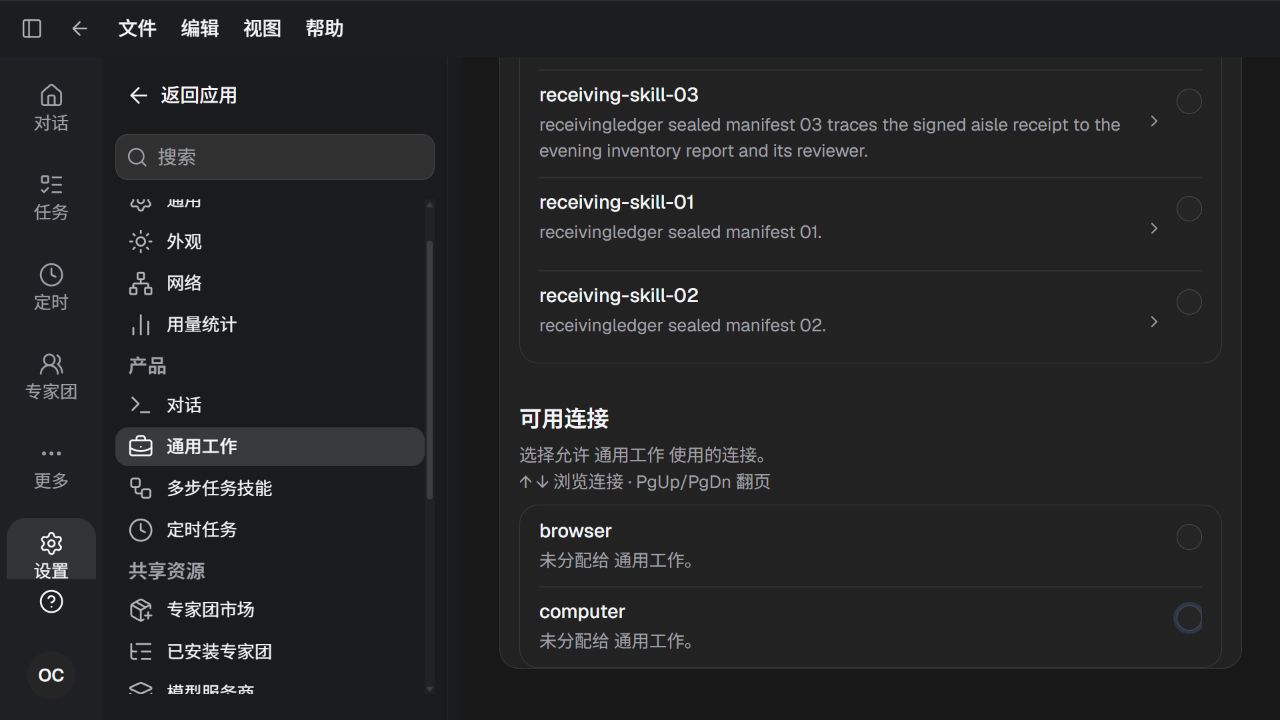 文件 编辑 视图 帮助
对话
任务
定时
专家团
更多
设置
OC
返回应用
搜索
通用
外观
网络
用量统计
产品
对话
通用工作
多步任务技能
定时任务
共享资源
专家团市场
已安装专家团
模型服务商
receiving-skill-03
receivingledger sealed manifest 03 traces the signed aisle receipt to the
evening inventory report and its reviewer.
receiving-skill-01
receivingledger sealed manifest 01.
receiving-skill-02
receivingledger sealed manifest 02.
可用连接
选择允许 通用工作 使用的连接。
↑↓ 浏览连接 · PgUp/PgDn 翻页
browser
未分配给 通用工作。
computer
未分配给 通用工作。